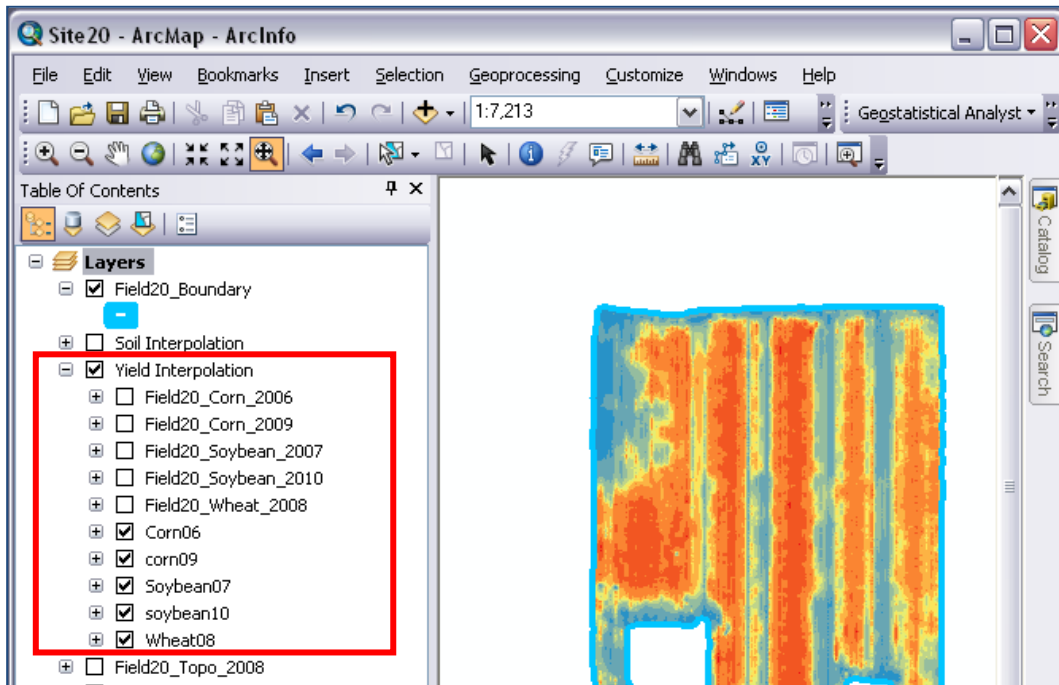 Site20 - ArcMap - ArcInfo
File Edit View Bookmarks Insert Selection Geoprocessing Customize Windows Help
1:7,213 Geostatistical Analyst
XY
Table Of Contents
Layers
Field20_Boundary
Soil Interpolation
Yield Interpolation
Field20_Corn_2006
Field20_Corn_2009
Field20_Soybean_2007
Field20_Soybean_2010
Field20_Wheat_2008
Corn06
corn09
Soybean07
soybean10
Wheat08
Field20_Topo_2008
Catalog
Search